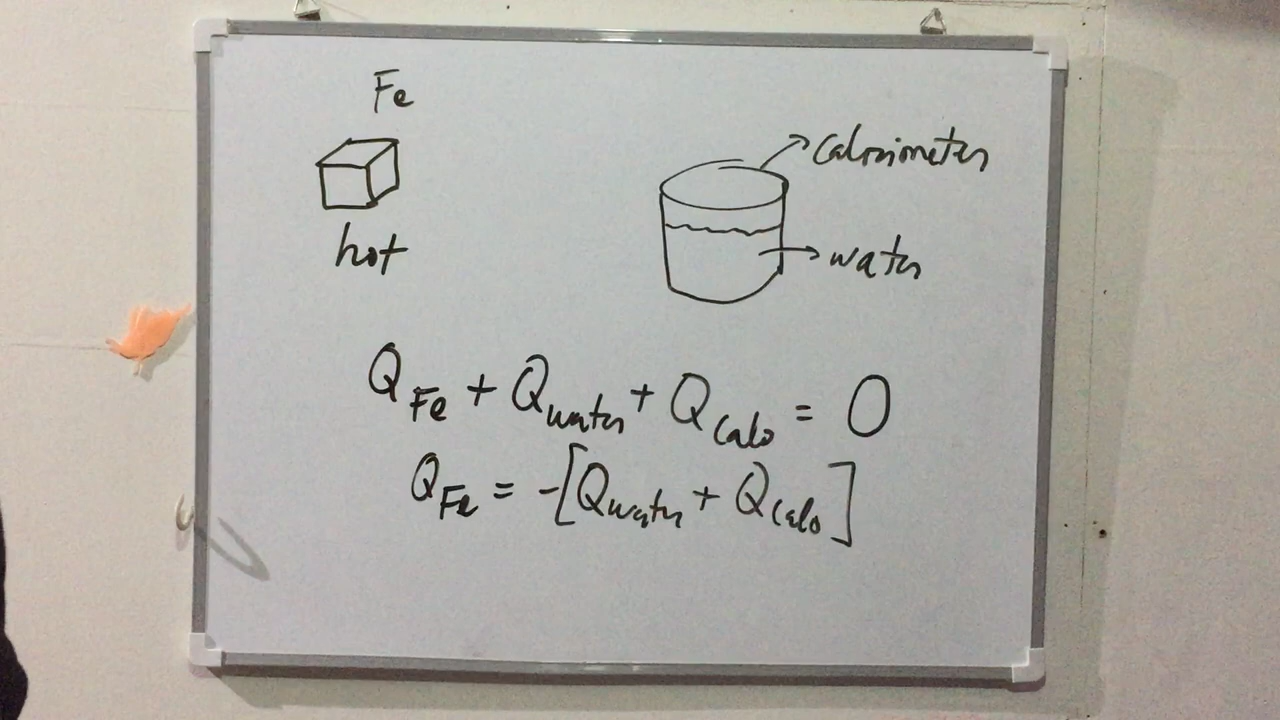 Fe
hot
calorimeter
water
Q_Fe + Q_water + Q_calo = 0
Q_Fe = -[Q_water + Q_calo]